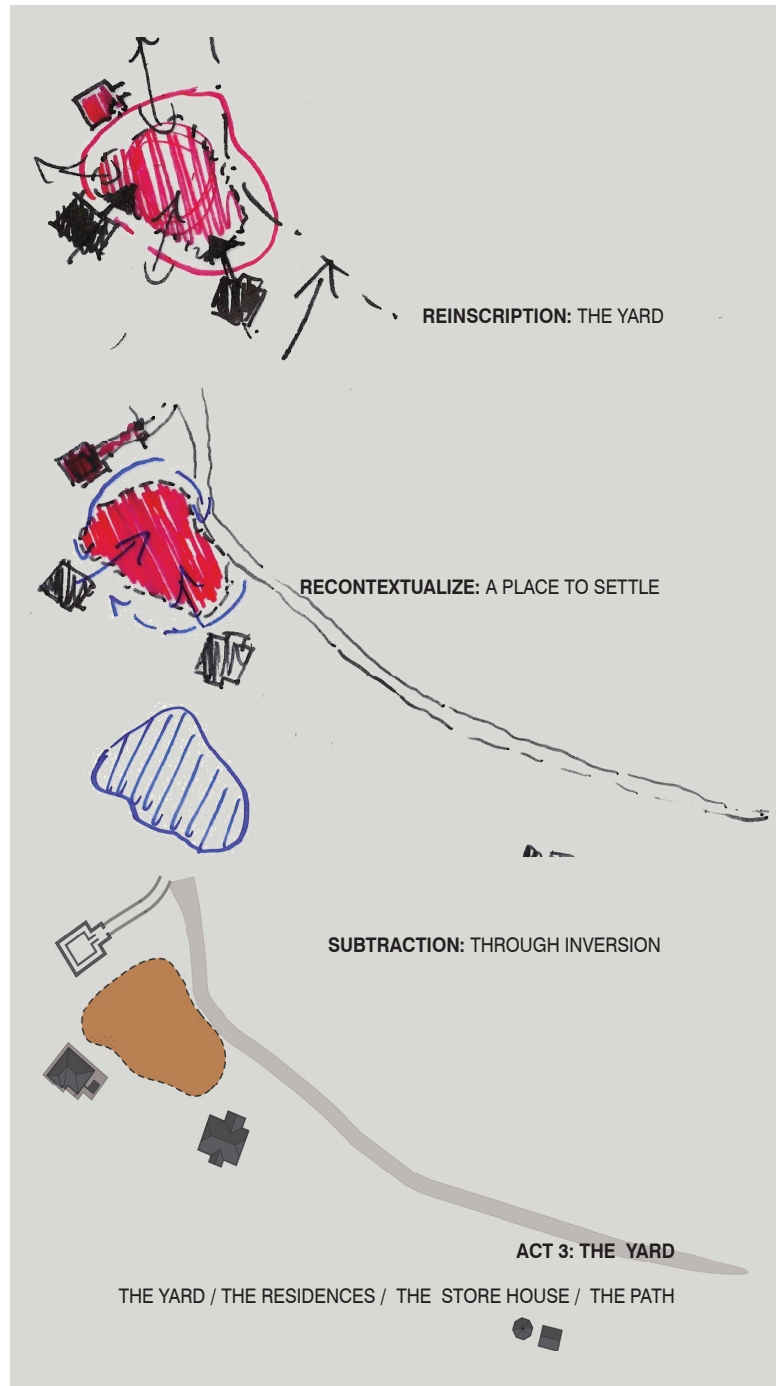 REINSCRIPTION: THE YARD
RECONTEXTUALIZE: A PLACE TO SETTLE
SUBTRACTION: THROUGH INVERSION
ACT 3: THE YARD
THE YARD / THE RESIDENCES / THE STORE HOUSE / THE PATH